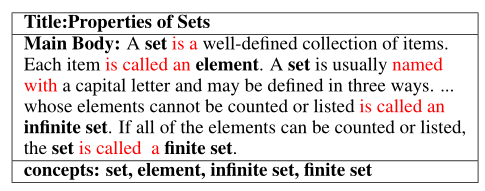 Title:Properties of Sets
Main Body: A set is a well-defined collection of items.
Each item is called an element. A set is usually named
with a capital letter and may be defined in three ways. ...
whose elements cannot be counted or listed is called an
infinite set. If all of the elements can be counted or listed,
the set is called a finite set.
concepts: set, element, infinite set, finite set